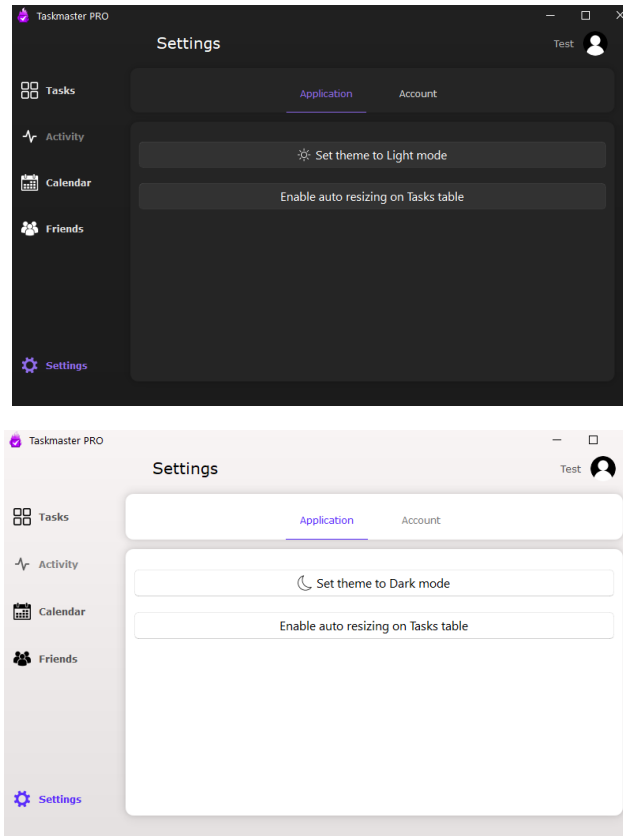 Taskmaster PRO
Settings
Test
Tasks
Application
Account
Activity
Set theme to Light mode
Calendar
Enable auto resizing on Tasks table
Friends
Settings
Taskmaster PRO
Settings
Test
Tasks
Application
Account
Activity
Set theme to Dark mode
Calendar
Enable auto resizing on Tasks table
Friends
Settings